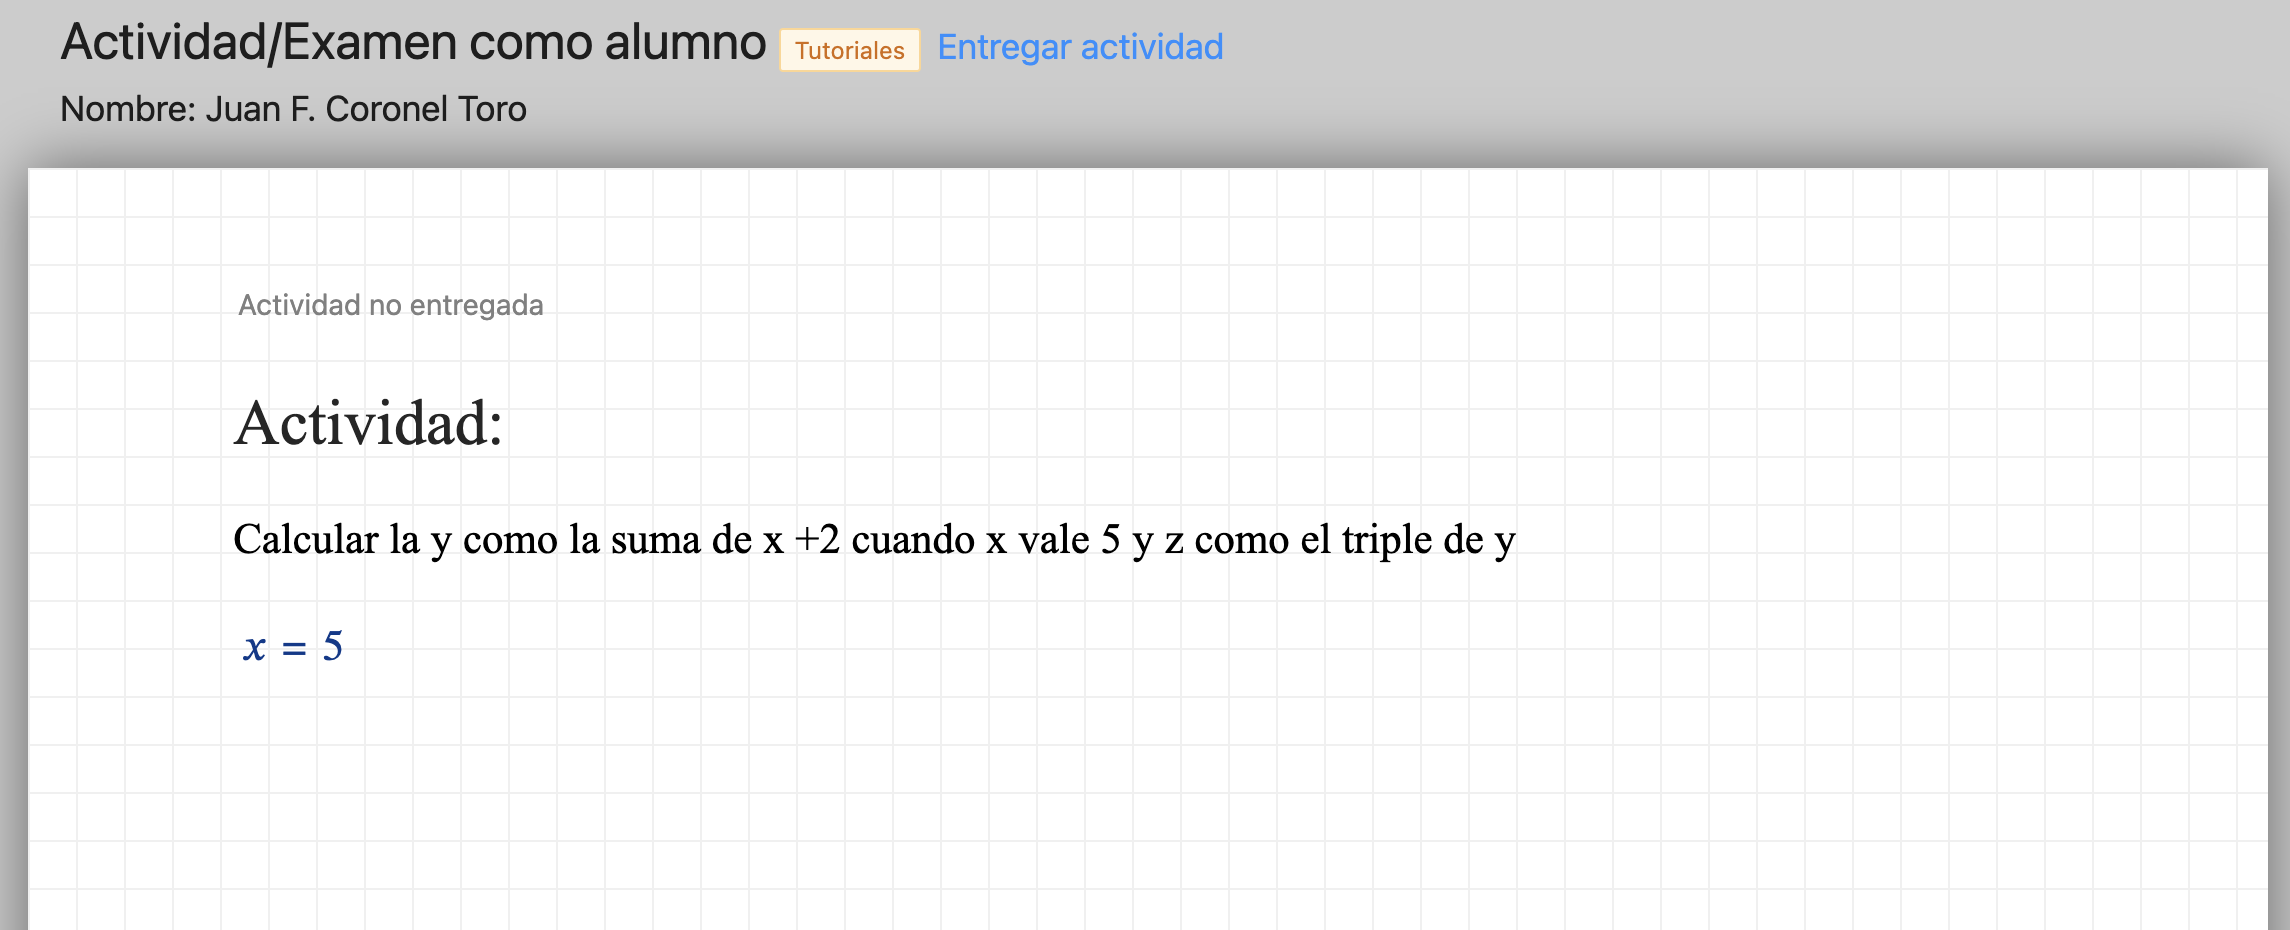 Actividad/Examen como alumno Tutoriales Entregar actividad
Nombre: Juan F. Coronel Toro
Actividad no entregada
Actividad:
Calcular la y como la suma de x +2 cuando x vale 5 y z como el triple de y
x = 5